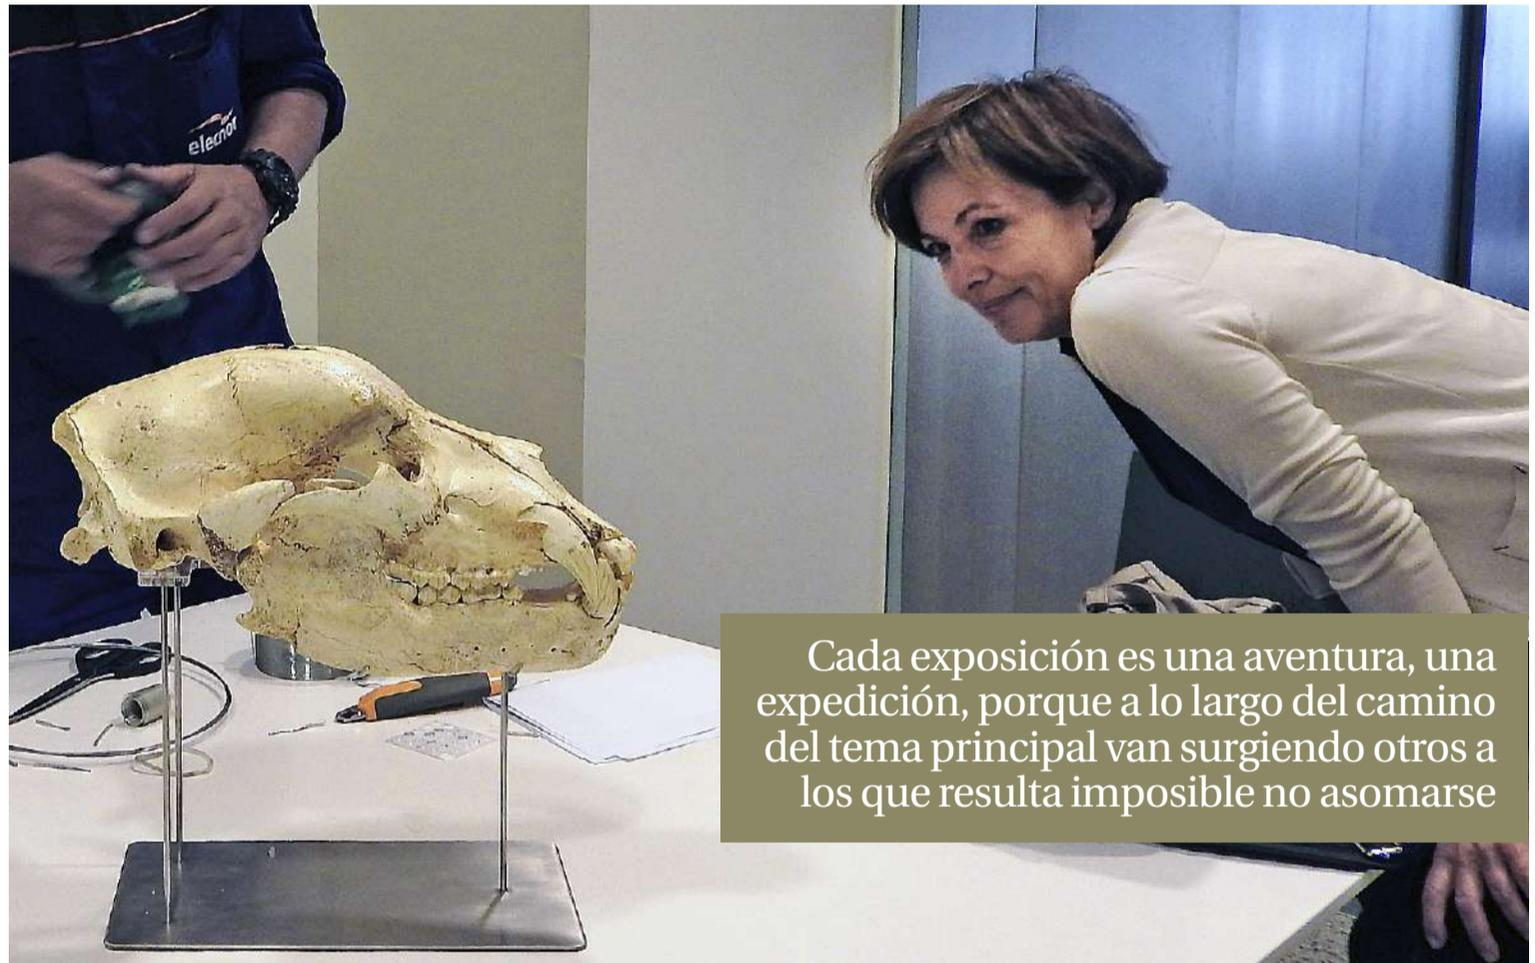 elecnor
Cada exposición es una aventura, una
expedición, porque a lo largo del camino
del tema principal van surgiendo otros a
los que resulta imposible no asomarse